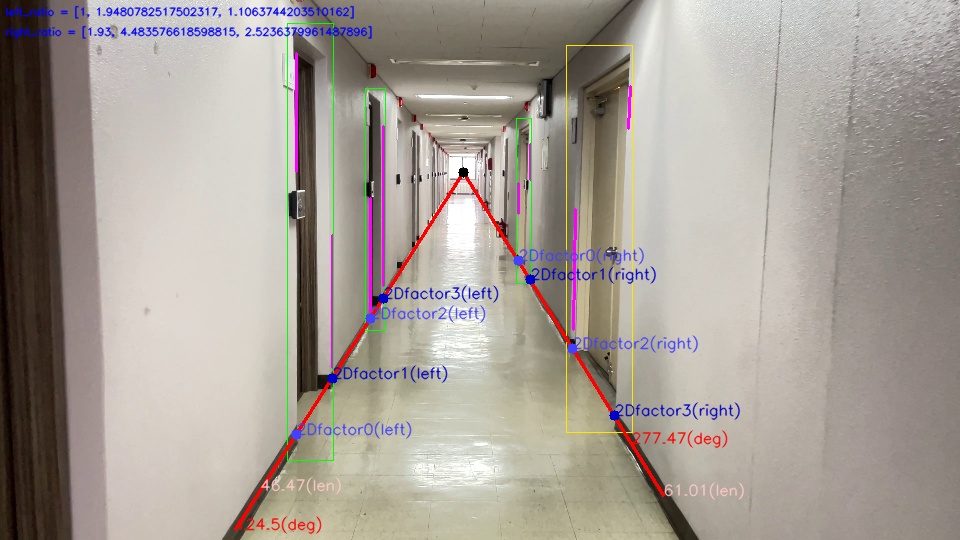 left_ratio = [1, 1.9480782517502317, 1.1063744203510162]
right_ratio = [1.93, 4.483576618598815, 2.5236379961487896]
2Dfactor0(right)
2Dfactor1(right)
2Dfactor3(left)
2Dfactor2(left)
2Dfactor2(right)
2Dfactor1(left)
2Dfactor3(right)
2Dfactor0(left)
277.47(deg)
46.47(len)
61.01(len)
24.5(deg)